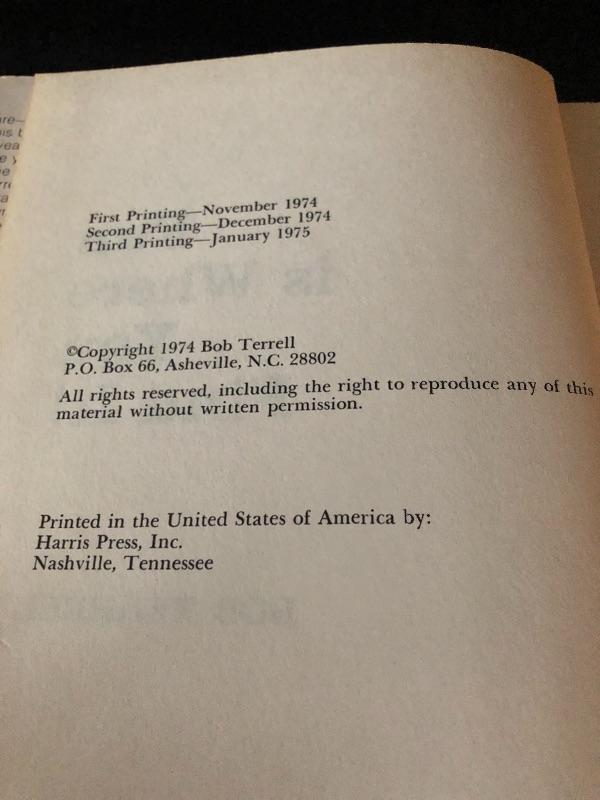 First Printing—November 1974
Second Printing—December 1974
Third Printing—January 1975
©Copyright 1974 Bob Terrell
P.O. Box 66, Asheville, N.C. 28802
All rights reserved, including the right to reproduce any of this
material without written permission.
Printed in the United States of America by:
Harris Press, Inc.
Nashville, Tennessee